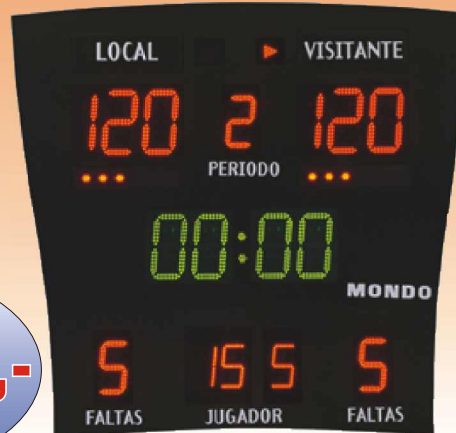 LOCAL VISITANTE
120 2 120
PERIODO
00:00
MONDO
5 15 5 5
FALTAS JUGADOR FALTAS